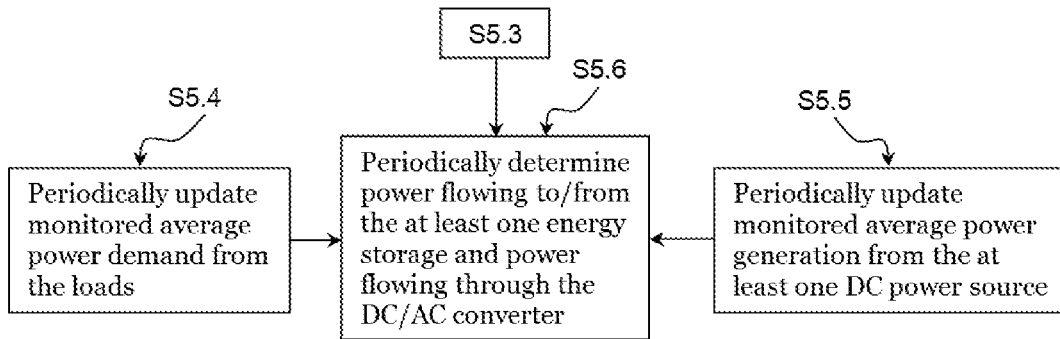 S5.3
S5.6
S5.4
S5.5
Periodically update
monitored average
power demand from
the loads
Periodically determine
power flowing to/from
the at least one energy
storage and power
flowing through the
DC/AC converter
Periodically update
monitored average power
generation from the at
least one DC power source